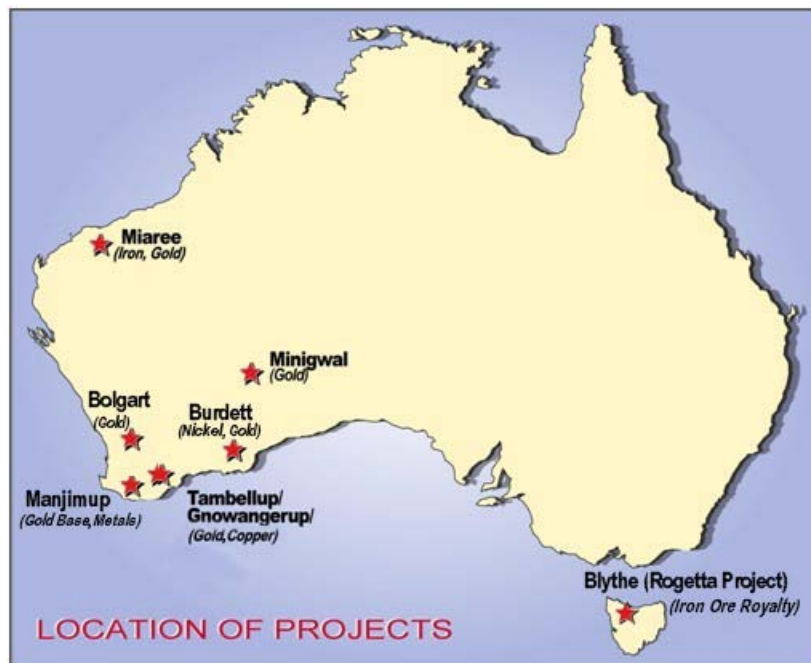 Miaree
(Iron, Gold)
Minigwal
(Gold)
Bolgart
(Gold)
Burdett
(Nickel, Gold)
Manjimup
(Gold Base,Metals)
Tambellup/
Gnowangerup/
(Gold,Copper)
Blythe (Rogetta Project)
(Iron Ore Royalty)
LOCATION OF PROJECTS